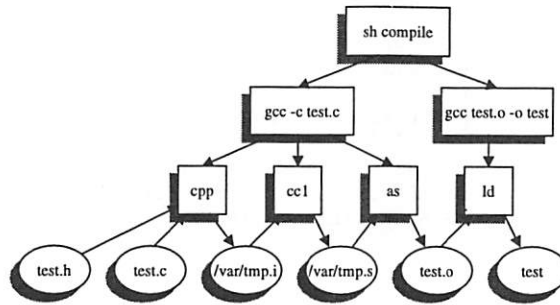 sh compile
gcc -c test.c
gcc test.o -o test
cpp
cc1
as
ld
test.h
test.c
/var/tmp.i
/var/tmp.s
test.o
test